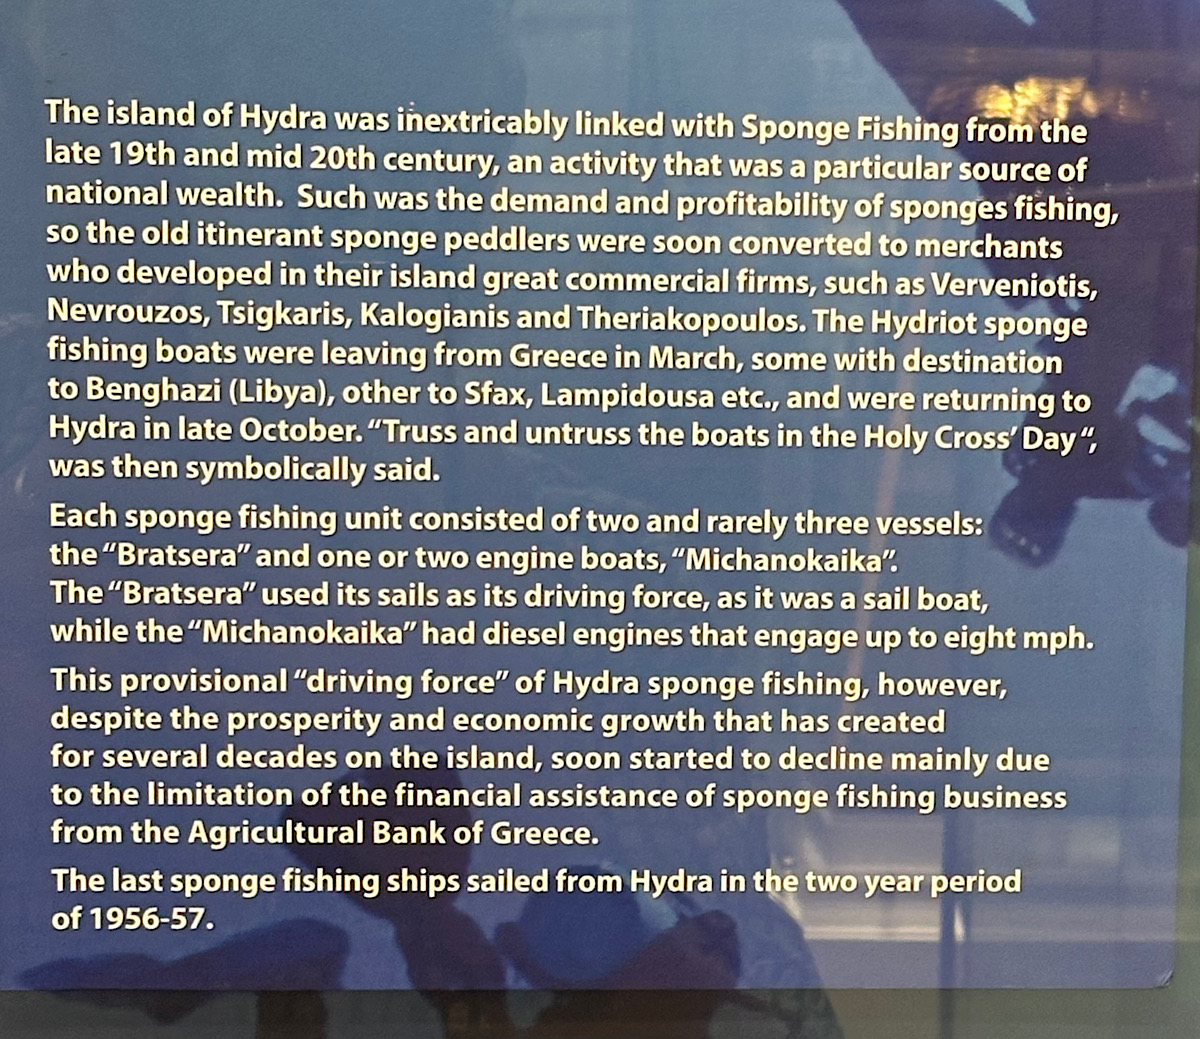 The island of Hydra was inextricably linked with Sponge Fishing from the
late 19th and mid 20th century, an activity that was a particular source of
national wealth. Such was the demand and profitability of sponges fishing,
so the old itinerant sponge peddlers were soon converted to merchants
who developed in their island great commercial firms, such as Verveniotis,
Nevrouzos, Tsigkaris, Kalogianis and Theriakopoulos. The Hydriot sponge
fishing boats were leaving from Greece in March, some with destination
to Benghazi (Libya), other to Sfax, Lampidousa etc., and were returning to
Hydra in late October. “Truss and untruss the boats in the Holy Cross’ Day “,
was then symbolically said.
Each sponge fishing unit consisted of two and rarely three vessels:
the “Bratsera” and one or two engine boats, “Michanokaika”.
The “Bratsera” used its sails as its driving force, as it was a sail boat,
while the “Michanokaika” had diesel engines that engage up to eight mph.
This provisional “driving force” of Hydra sponge fishing, however,
despite the prosperity and economic growth that has created
for several decades on the island, soon started to decline mainly due
to the limitation of the financial assistance of sponge fishing business
from the Agricultural Bank of Greece.
The last sponge fishing ships sailed from Hydra in the two year period
of 1956-57.